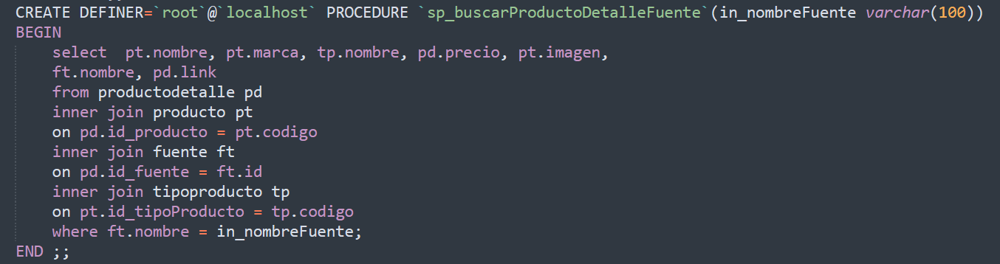 CREATE DEFINER=`root`@`localhost` PROCEDURE `sp_buscarProductoDetalleFuente`(in_nombreFuente varchar(100))
BEGIN
    select  pt.nombre, pt.marca, tp.nombre, pd.precio, pt.imagen,
    ft.nombre, pd.link
    from productodetalle pd
    inner join producto pt
    on pd.id_producto = pt.codigo
    inner join fuente ft
    on pd.id_fuente = ft.id
    inner join tipoproducto tp
    on pt.id_tipoProducto = tp.codigo
    where ft.nombre = in_nombreFuente;
END ;;